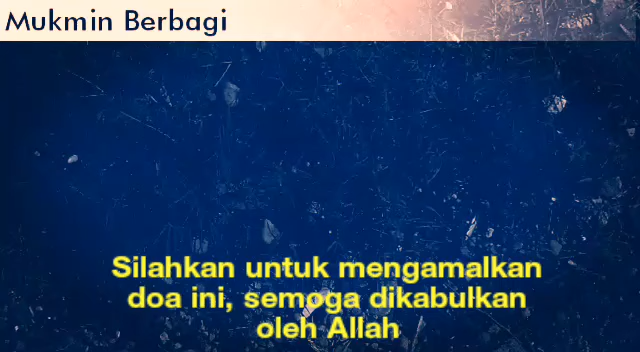 Mukmin Berbagi
Silahkan untuk mengamalkan
doa ini, semoga dikabulkan
oleh Allah